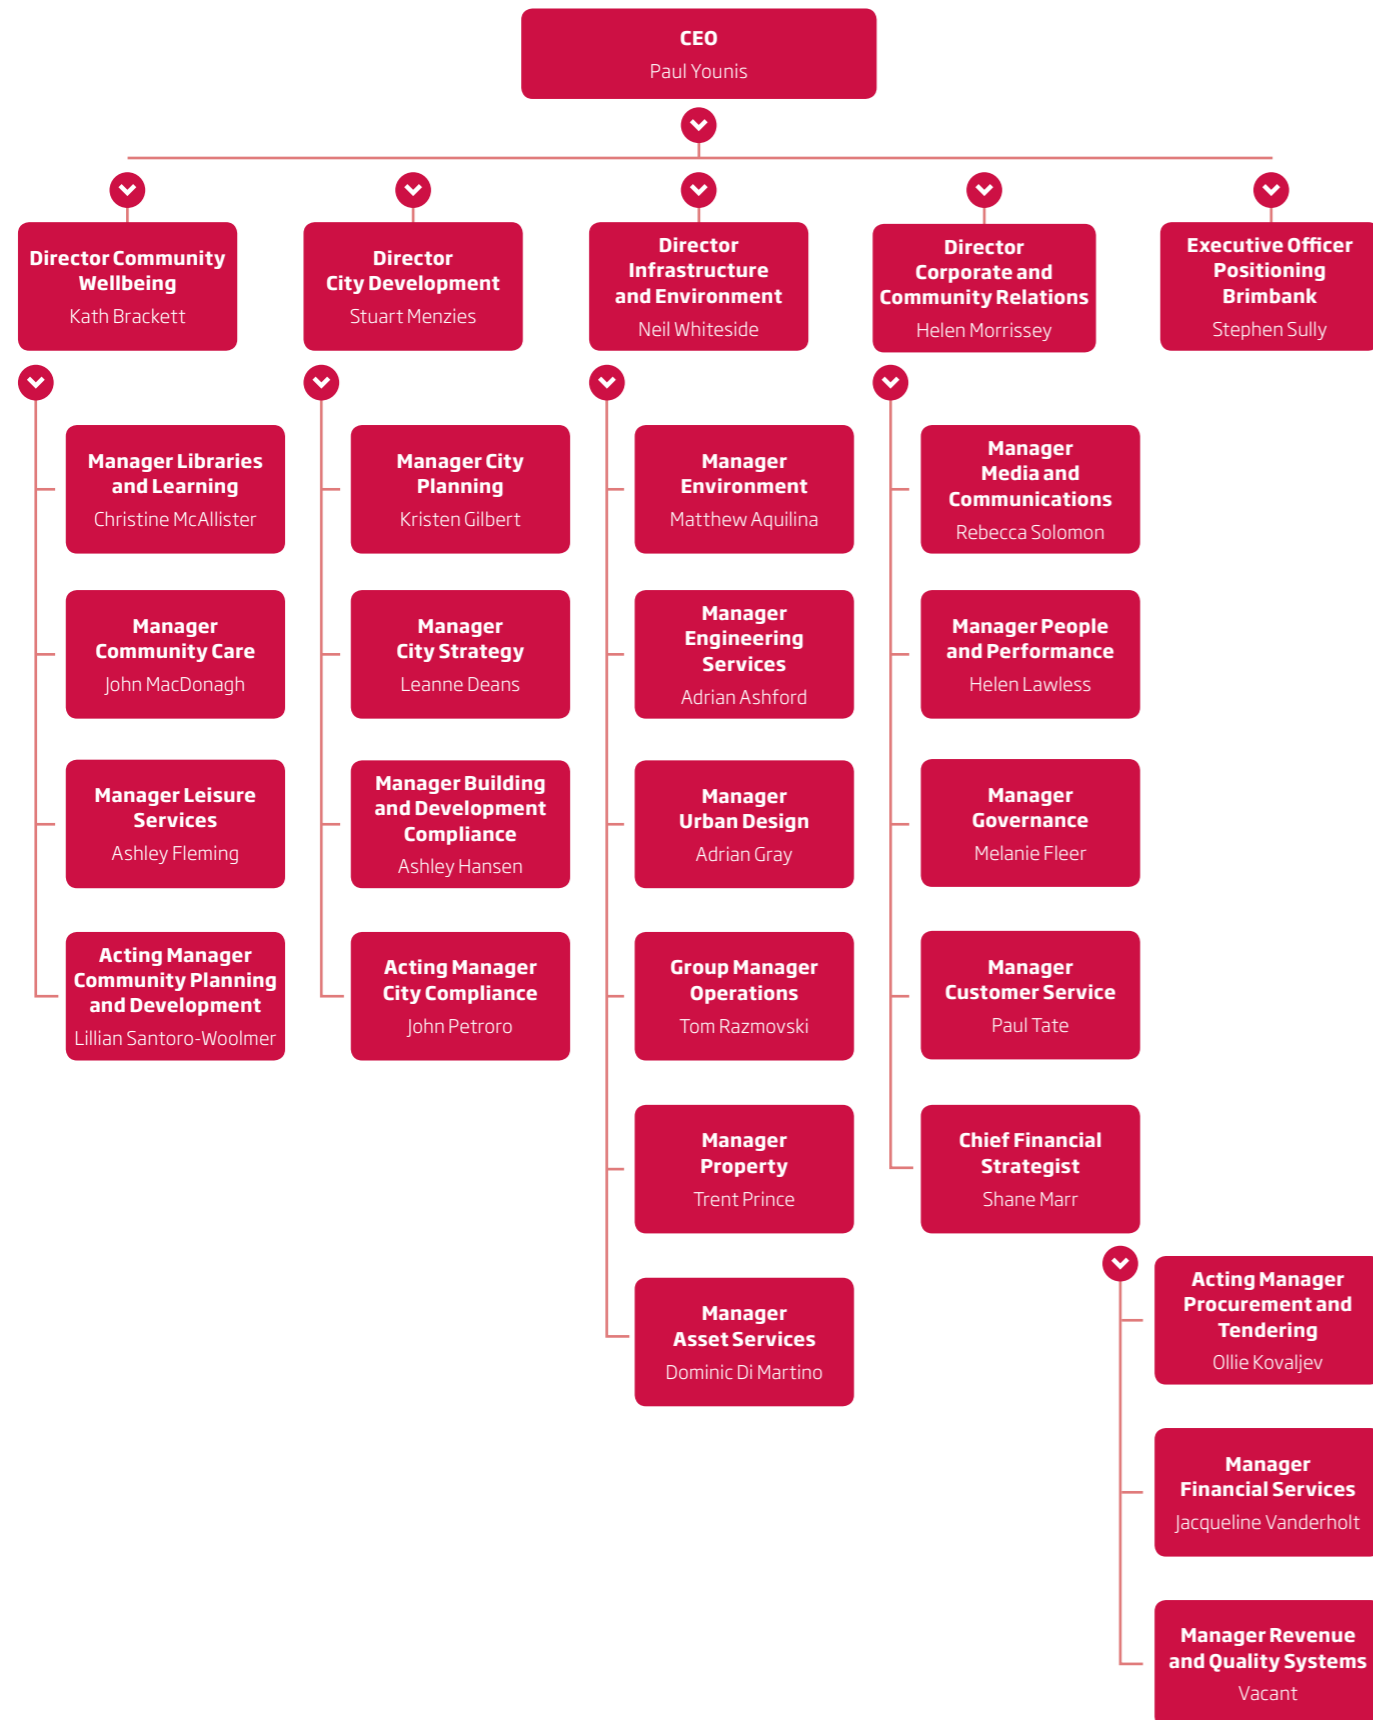 CEO
Paul Younis
Director Community
Wellbeing
Kath Brackett
Director
City Development
Stuart Menzies
Director
Infrastructure
and Environment
Neil Whiteside
Director
Corporate and
Community Relations
Helen Morrissey
Executive Officer
Positioning
Brimbank
Stephen Sully
Manager Libraries
and Learning
Christine McAllister
Manager
Community Care
John MacDonagh
Manager Leisure
Services
Ashley Fleming
Acting Manager
Community Planning
and Development
Lillian Santoro-Woolmer
Manager City
Planning
Kristen Gilbert
Manager
City Strategy
Leanne Deans
Manager Building
and Development
Compliance
Ashley Hansen
Acting Manager
City Compliance
John Petroro
Manager
Environment
Matthew Aquilina
Manager
Engineering
Services
Adrian Ashford
Manager
Urban Design
Adrian Gray
Group Manager
Operations
Tom Razmovski
Manager
Property
Trent Prince
Manager
Asset Services
Dominic Di Martino
Manager
Media and
Communications
Rebecca Solomon
Manager People
and Performance
Helen Lawless
Manager
Governance
Melanie Fleer
Manager
Customer Service
Paul Tate
Chief Financial
Strategist
Shane Marr
Acting Manager
Procurement and
Tendering
Ollie Kovaljev
Manager
Financial Services
Jacqueline Vanderholt
Manager Revenue
and Quality Systems
Vacant